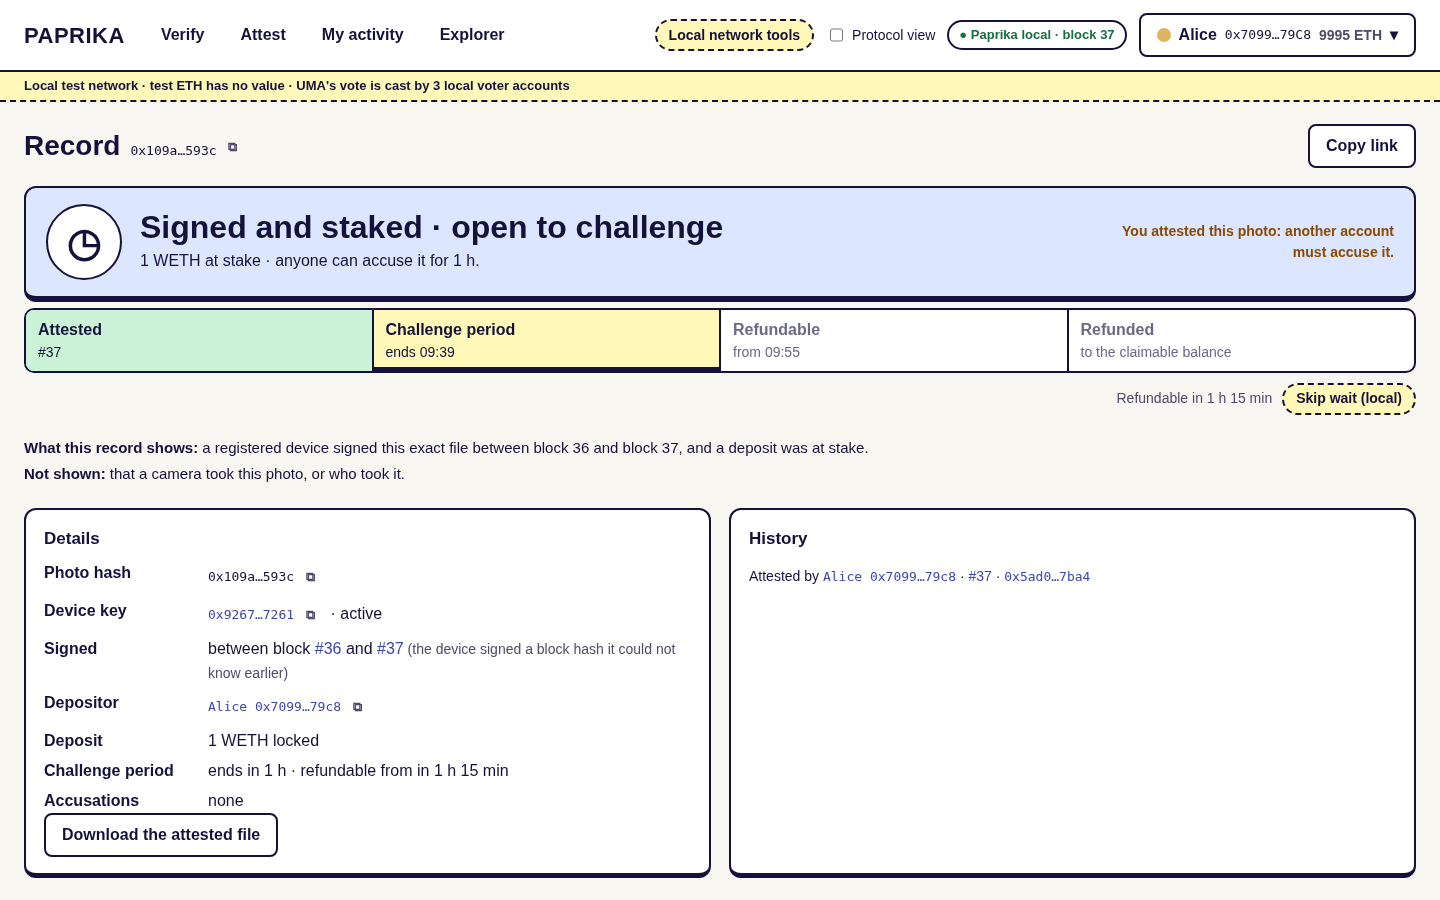 PAPRIKA
Verify
Attest
My activity
Explorer
Local network tools
Protocol view
● Paprika local · block 37
Alice 0x7099…79C8 9995 ETH ▼
Local test network · test ETH has no value · UMA's vote is cast by 3 local voter accounts
Record 0x109a…593c ⧉
Copy link
Signed and staked · open to challenge
1 WETH at stake · anyone can accuse it for 1 h.
You attested this photo: another account
must accuse it.
Attested
#37
Challenge period
ends 09:39
Refundable
from 09:55
Refunded
to the claimable balance
Refundable in 1 h 15 min
Skip wait (local)
What this record shows: a registered device signed this exact file between block 36 and block 37, and a deposit was at stake.
Not shown: that a camera took this photo, or who took it.
Details
Photo hash 0x109a…593c ⧉
Device key 0x9267…7261 ⧉ · active
Signed between block #36 and #37 (the device signed a block hash it could not
know earlier)
Depositor Alice 0x7099…79c8 ⧉
Deposit 1 WETH locked
Challenge period ends in 1 h · refundable from in 1 h 15 min
Accusations none
Download the attested file
History
Attested by Alice 0x7099…79c8 · #37 · 0x5ad0…7ba4